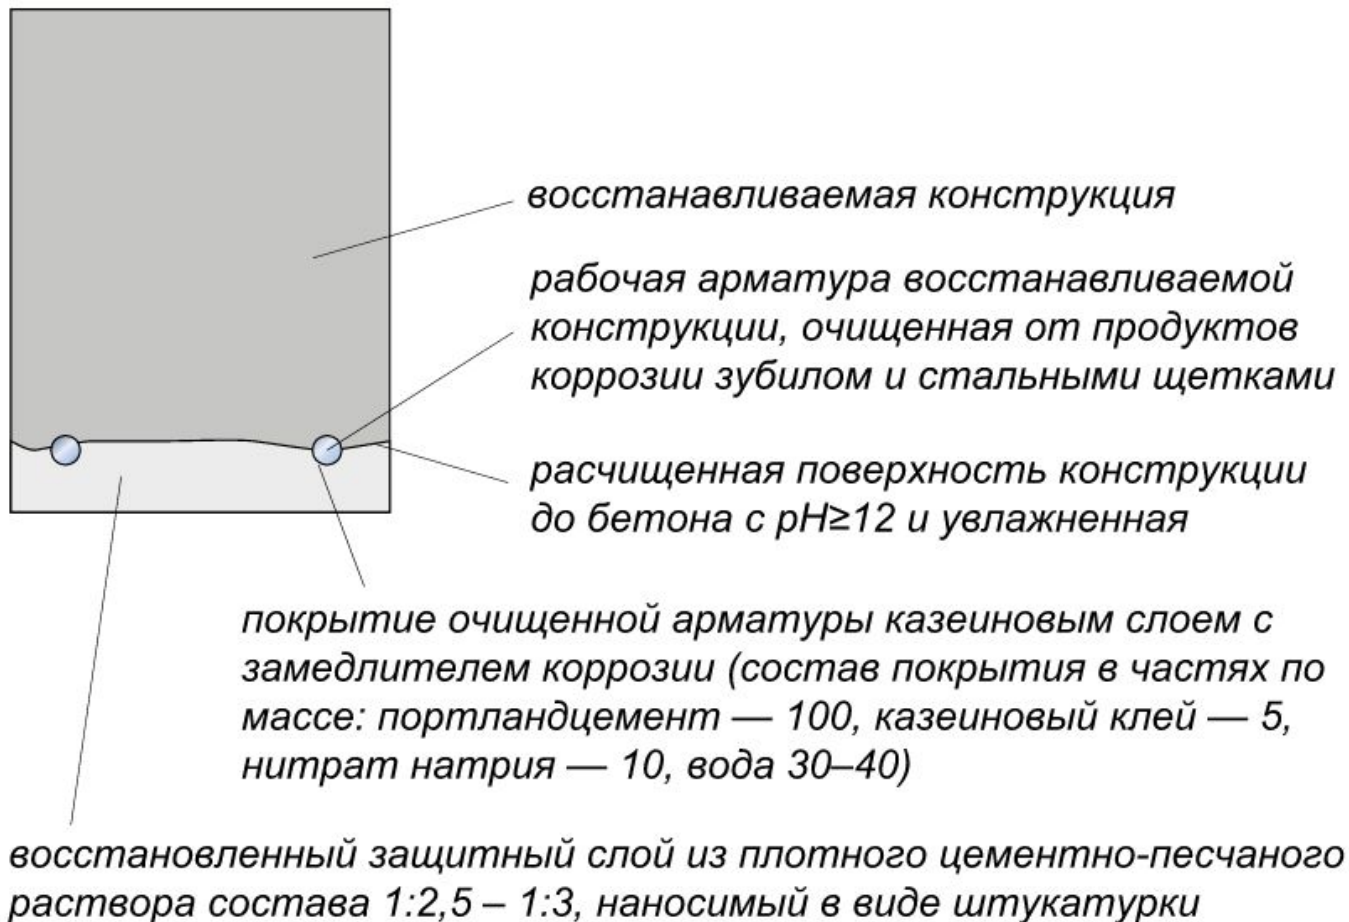 восстанавливаемая конструкция
рабочая арматура восстанавливаемой
конструкции, очищенная от продуктов
коррозии зубилом и стальными щетками
расчищенная поверхность конструкции
до бетона с pH≥12 и увлажненная
покрытие очищенной арматуры казеиновым слоем с
замедлителем коррозии (состав покрытия в частях по
массе: портландцемент — 100, казеиновый клей — 5,
нитрат натрия — 10, вода 30–40)
восстановленный защитный слой из плотного цементно-песчаного
раствора состава 1:2,5 – 1:3, наносимый в виде штукатурки